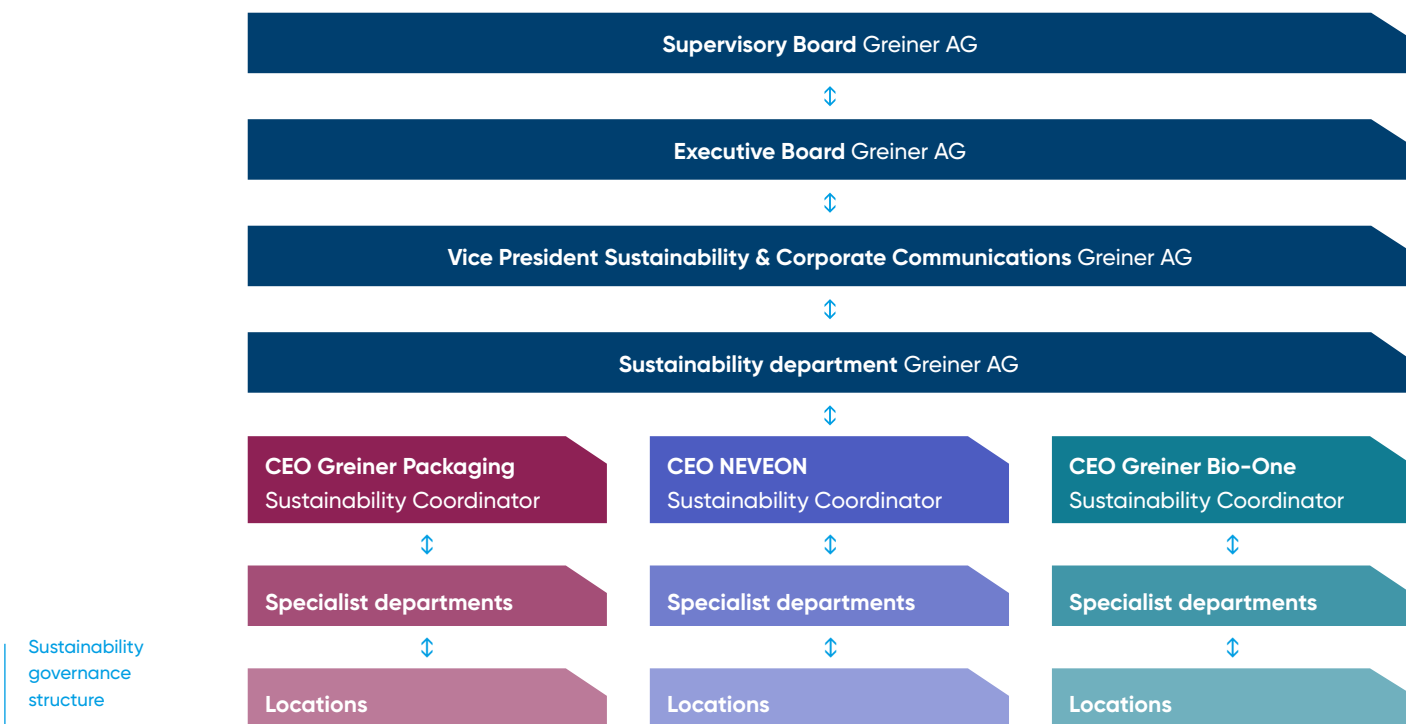 Supervisory Board Greiner AG
Executive Board Greiner AG
Vice President Sustainability & Corporate Communications Greiner AG
Sustainability department Greiner AG
CEO Greiner Packaging
Sustainability Coordinator
CEO NEVEON
Sustainability Coordinator
CEO Greiner Bio-One
Sustainability Coordinator
Specialist departments
Specialist departments
Specialist departments
Sustainability
governance
structure
Locations
Locations
Locations